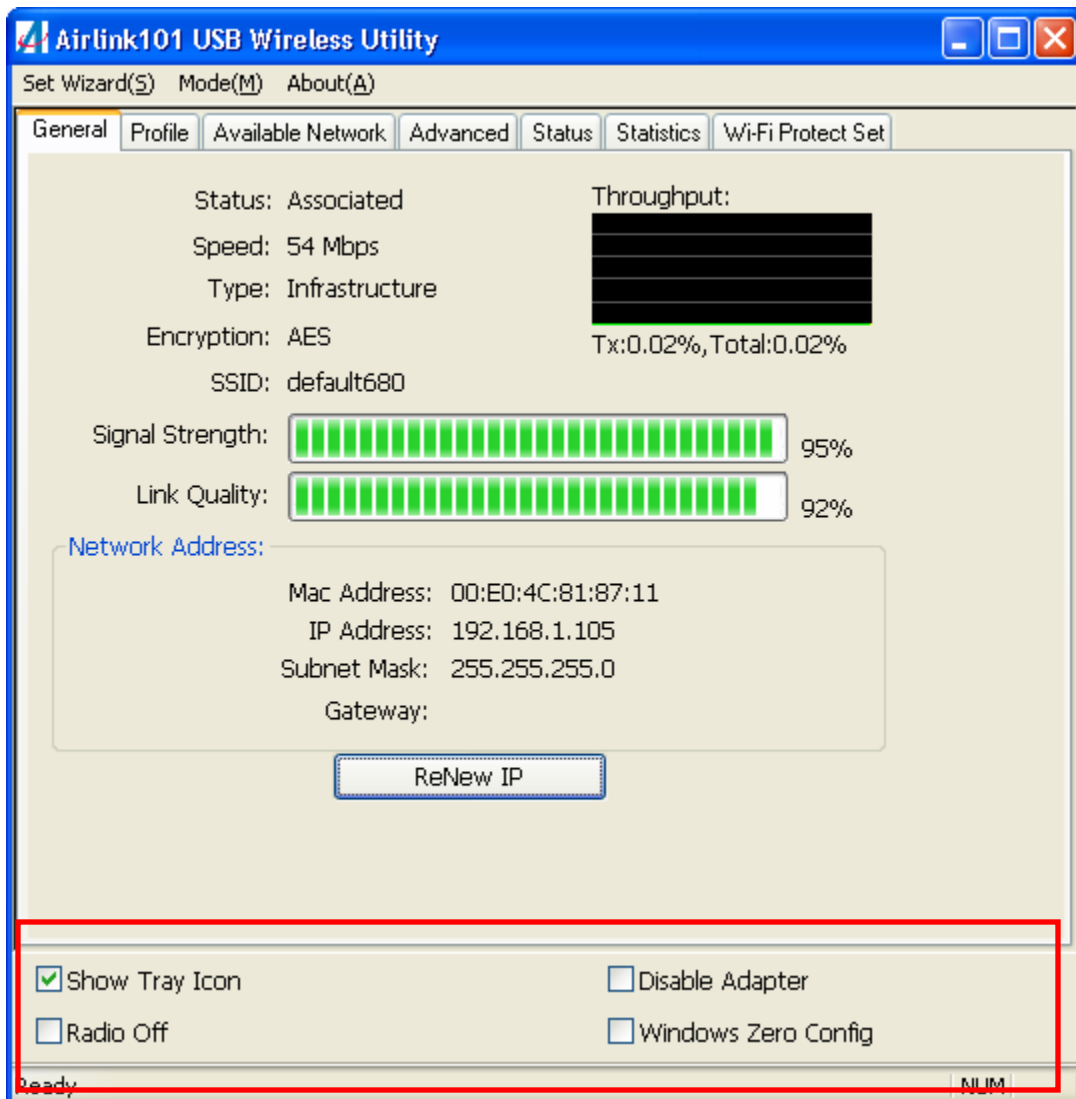 Airlink101 USB Wireless Utility
Set Wizard(S) Mode(M) About(A)
General Profile Available Network Advanced Status Statistics Wi-Fi Protect Set
Status: Associated
Speed: 54 Mbps
Type: Infrastructure
Encryption: AES
SSID: default680
Throughput:
Tx:0.02%,Total:0.02%
Signal Strength: 95%
Link Quality: 92%
Network Address:
Mac Address: 00:E0:4C:81:87:11
IP Address: 192.168.1.105
Subnet Mask: 255.255.255.0
Gateway:
ReNew IP
Show Tray Icon Disable Adapter
Radio Off Windows Zero Config
Ready NUM